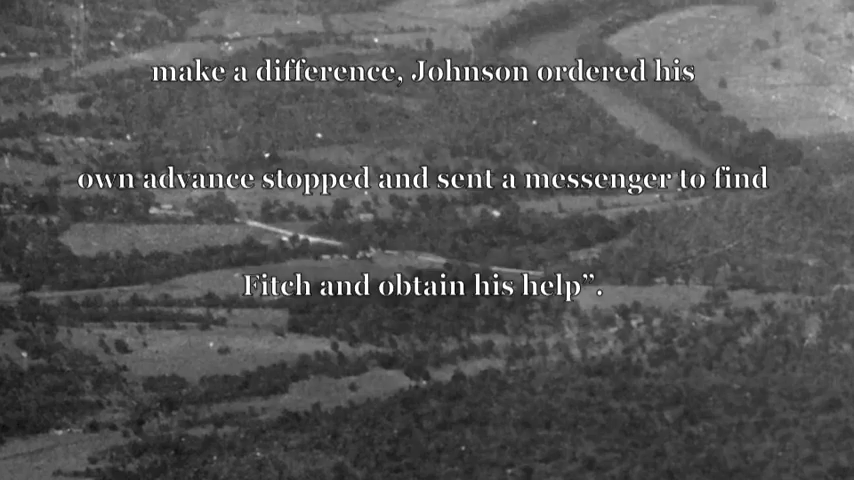 make a difference, Johnson ordered his
own advance stopped and sent a messenger to find
Fitch and obtain his help”.